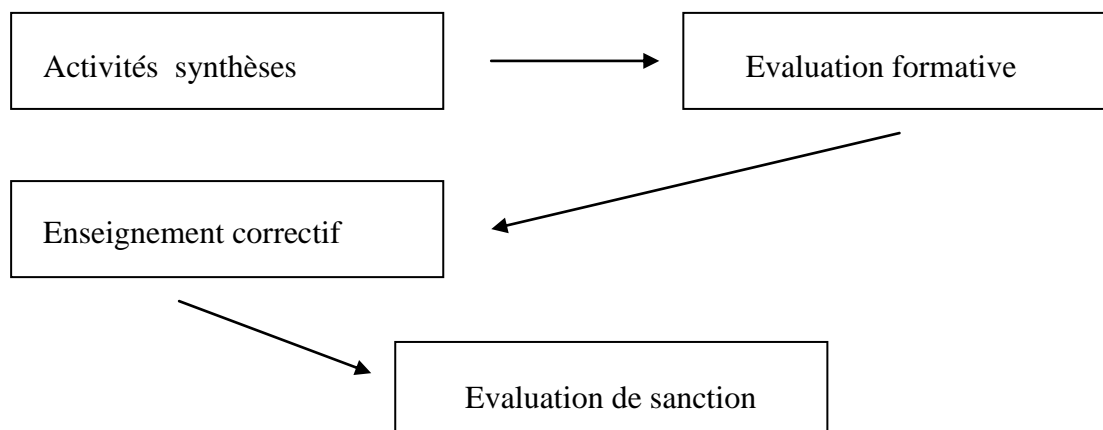 Activités synthèses
Evaluation formative
Enseignement correctif
Evaluation de sanction